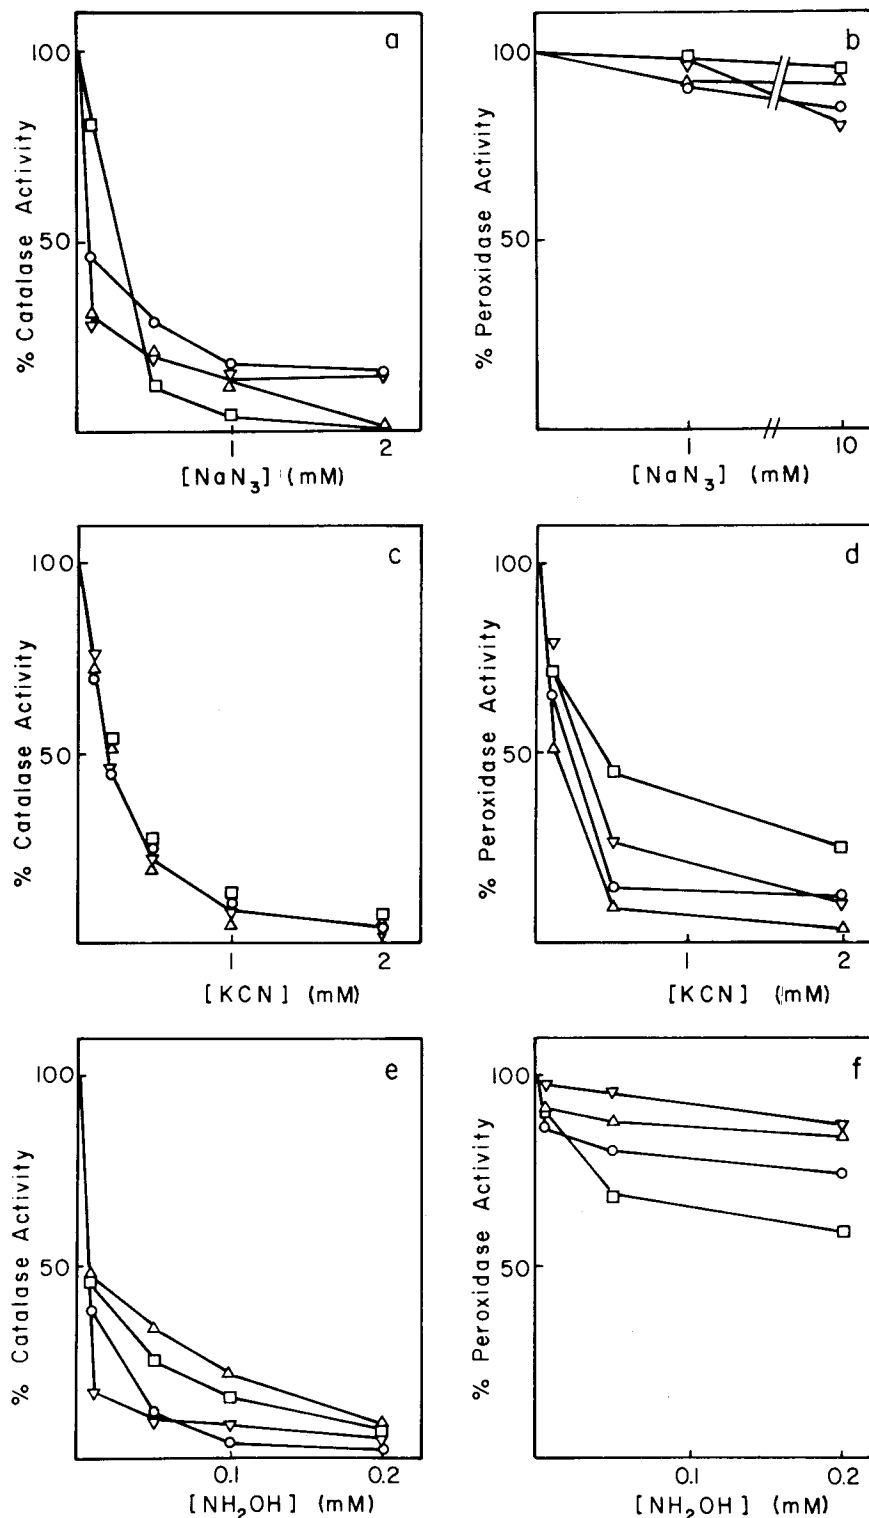 a
100
50
% Catalase Activity
1
2
[NaN3] (mM)
b
100
50
% Peroxidase Activity
1
10
[NaN3] (mM)
c
100
50
% Catalase Activity
1
2
[KCN] (mM)
d
100
50
% Peroxidase Activity
1
2
[KCN] (mM)
e
100
50
% Catalase Activity
0.1
0.2
[NH2OH] (mM)
f
100
50
% Peroxidase Activity
0.1
0.2
[NH2OH] (mM)